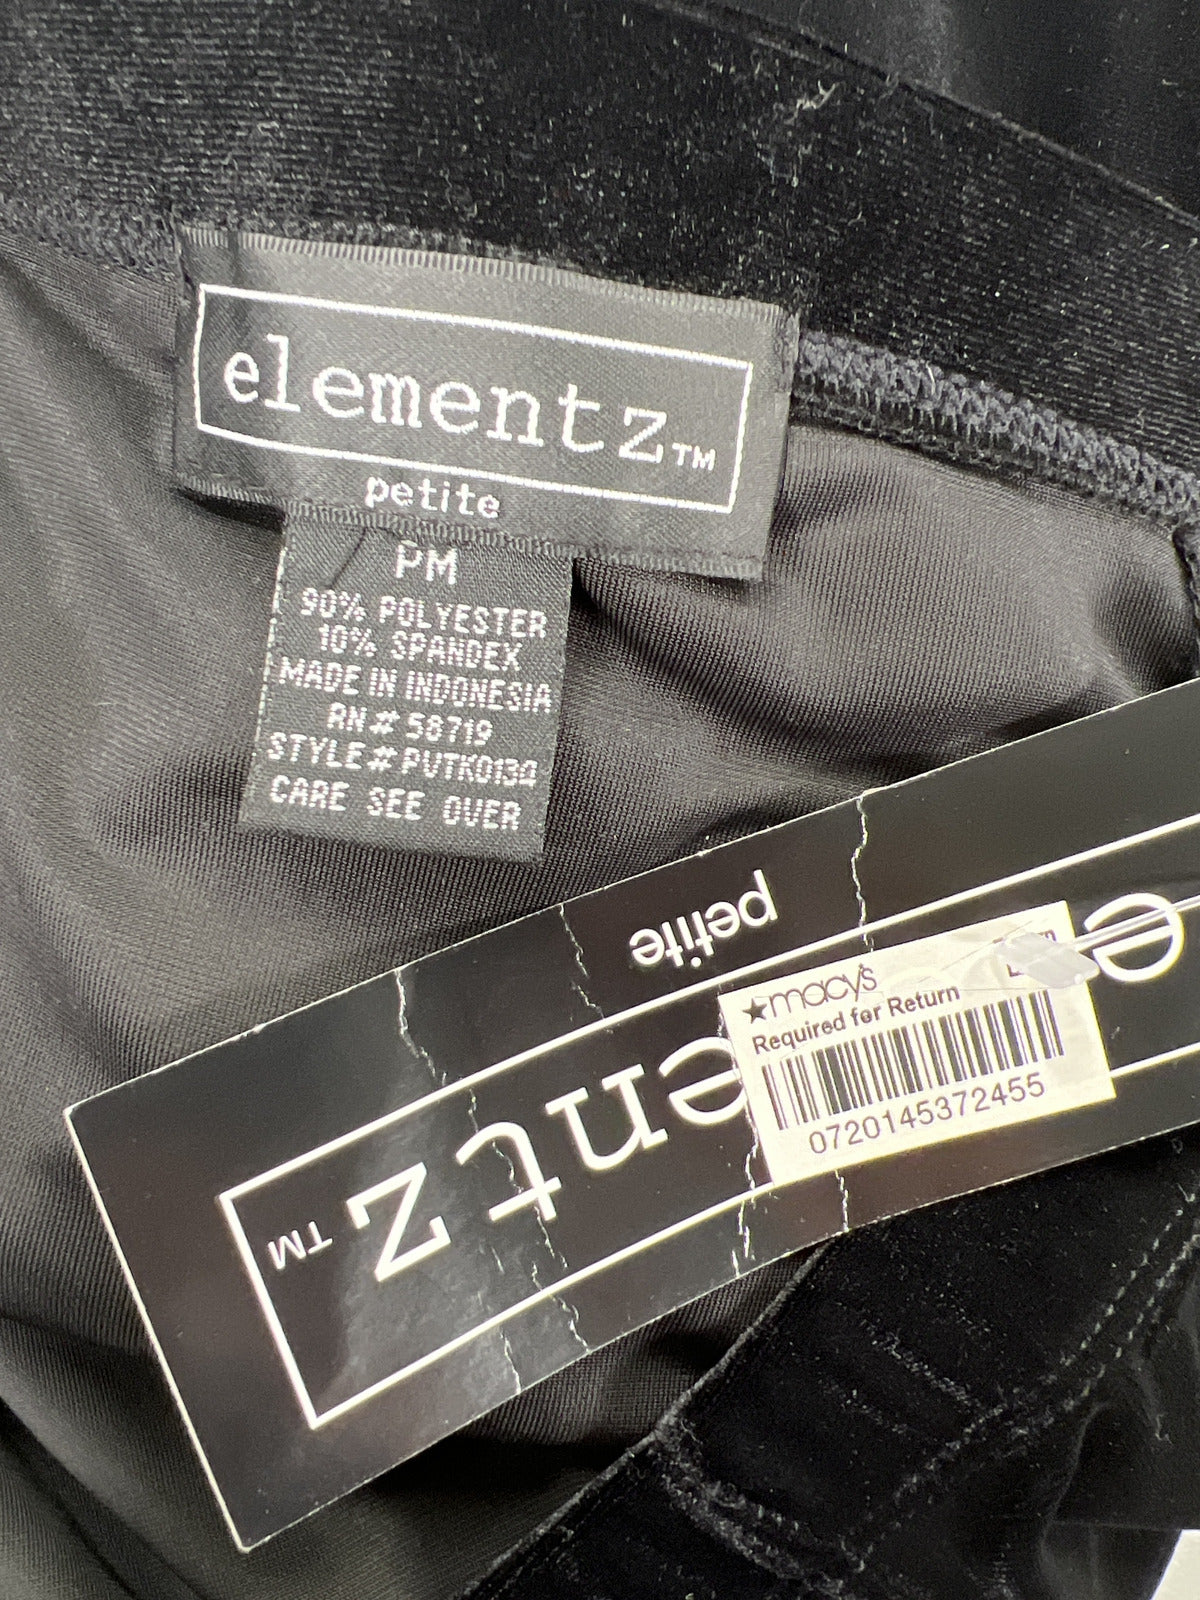 elementz™
petite
PM
90% POLYESTER
10% SPANDEX
MADE IN INDONESIA
RN# 58719
STYLE# PVTK0134
CARE SEE OVER
petite
e entz™
★macy's
Required for Return
0720145372455